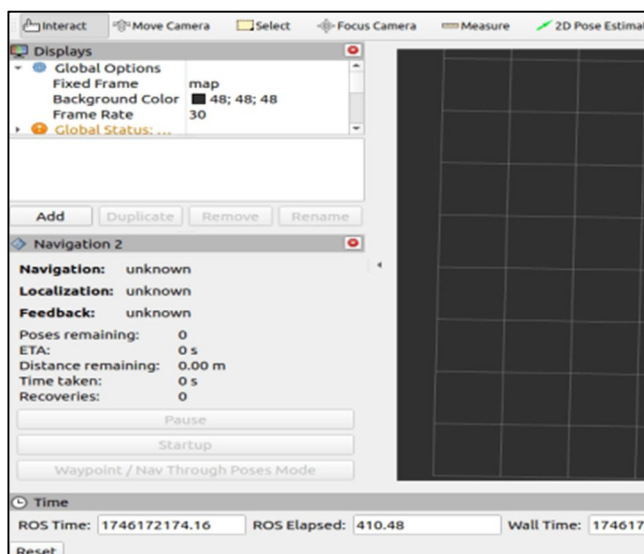 Interact Move Camera Select Focus Camera Measure 2D Pose Estimat
Displays
Global Options
Fixed Frame map
Background Color 48; 48; 48
Frame Rate 30
Global Status: ...
Add Duplicate Remove Rename
Navigation 2
Navigation: unknown
Localization: unknown
Feedback: unknown
Poses remaining: 0
ETA: 0 s
Distance remaining: 0.00 m
Time taken: 0 s
Recoveries: 0
Pause
Startup
Waypoint / Nav Through Poses Mode
Time
ROS Time: 1746172174.16 ROS Elapsed: 410.48 Wall Time: 174617
Reset